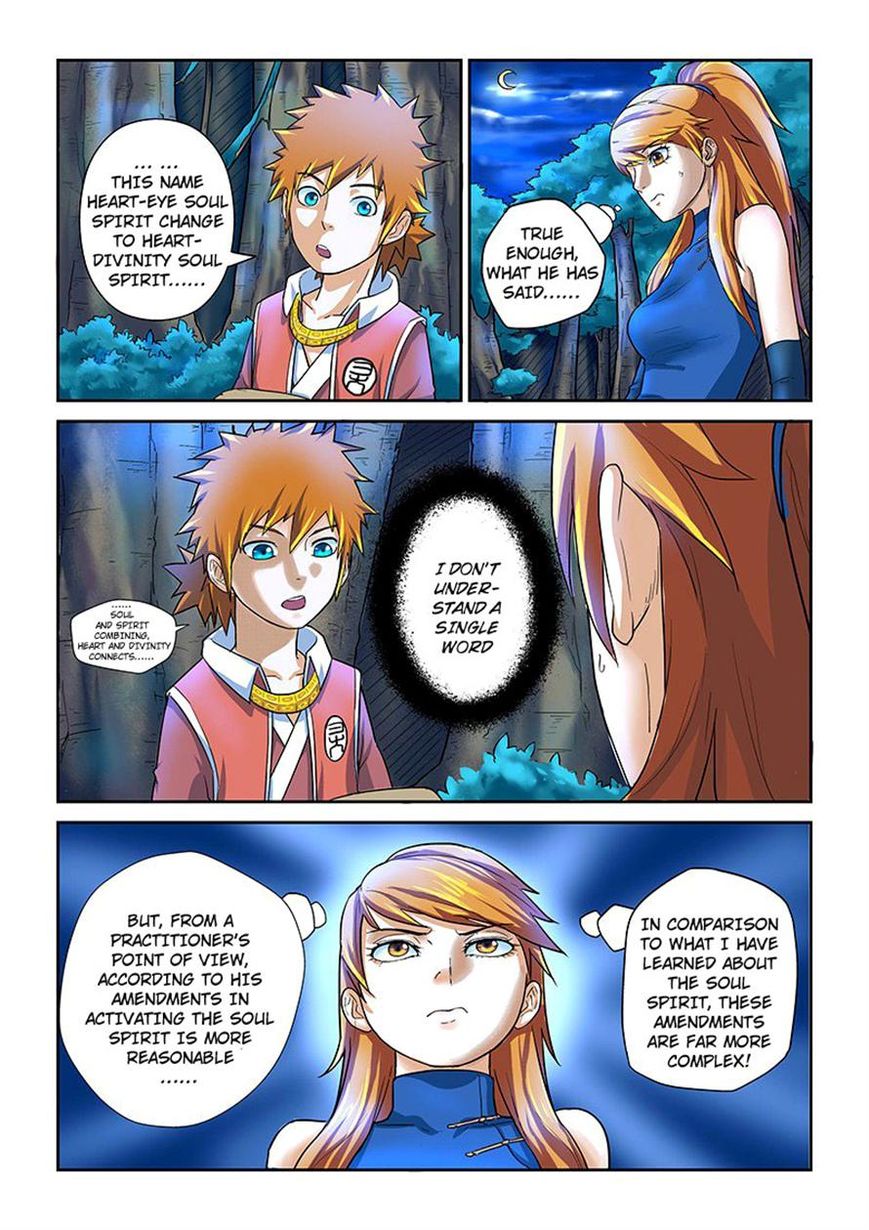 ... ...
THIS NAME
HEART-EYE SOUL
SPIRIT CHANGE
TO HEART-
DIVINITY SOUL
SPIRIT......
TRUE
ENOUGH,
WHAT HE HAS
SAID......
......
SOUL
AND SPIRIT
COMBINING,
HEART AND DIVINITY
CONNECTS......
I DON'T
UNDER-
STAND A
SINGLE
WORD
BUT, FROM A
PRACTITIONER'S
POINT OF VIEW,
ACCORDING TO HIS
AMENDMENTS IN
ACTIVATING THE SOUL
SPIRIT IS MORE
REASONABLE
......
IN COMPARISON
TO WHAT I HAVE
LEARNED ABOUT
THE SOUL
SPIRIT, THESE
AMENDMENTS
ARE FAR MORE
COMPLEX!